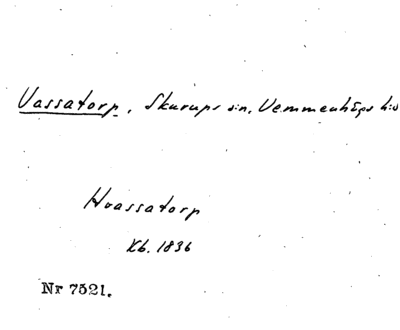 Vassatorp, Skurups sn, Vemmenhögs hd
Hvassatorp
Kb. 1836
Nr 7521.